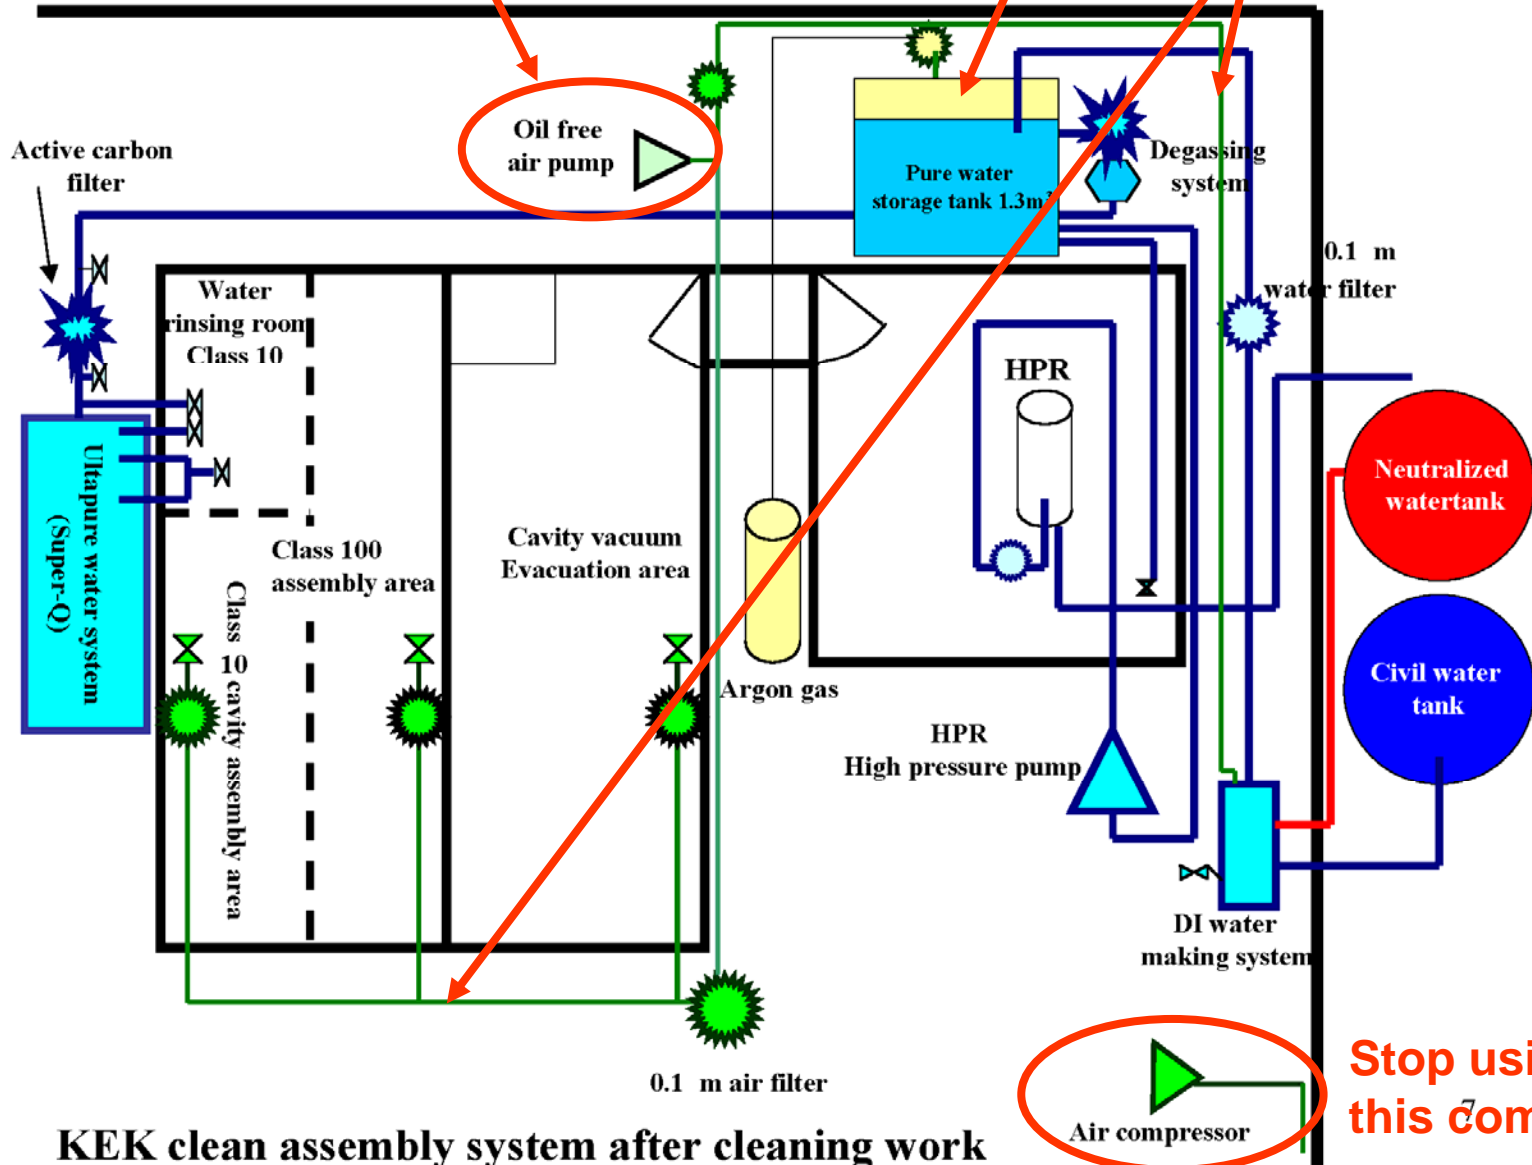 Oil free
air pump
Active carbon
filter
Pure water
storage tank 1.3m³
Degassing
system
0.1 m
water filter
Water
rinsing room
Class 10
HPR
Neutralized
watertank
Ultapure water system
(Super-Q)
Class 100
assembly area
Cavity vacuum
Evacuation area
Class 10 cavity assembly area
Argon gas
Civil water
tank
HPR
High pressure pump
DI water
making system
0.1 m air filter
Air compressor
Stop usi
this com
7
KEK clean assembly system after cleaning work